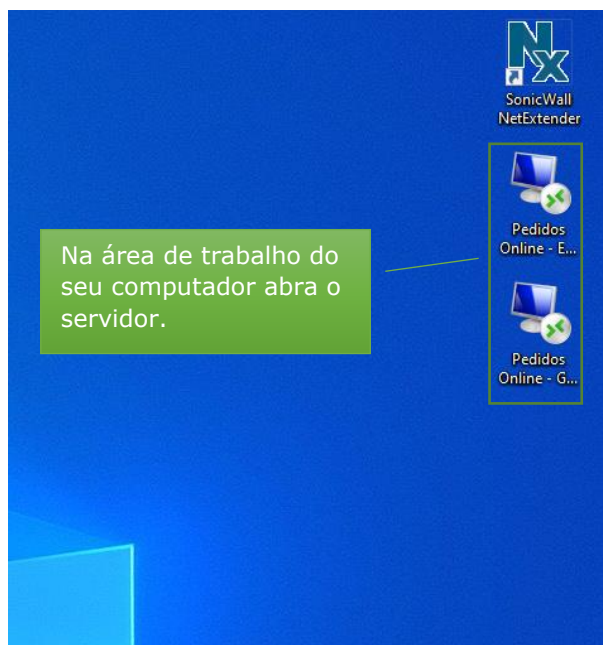 SonicWall
NetExtender
Pedidos
Online - E...
Na área de trabalho do
seu computador abra o
servidor.
Pedidos
Online - G...